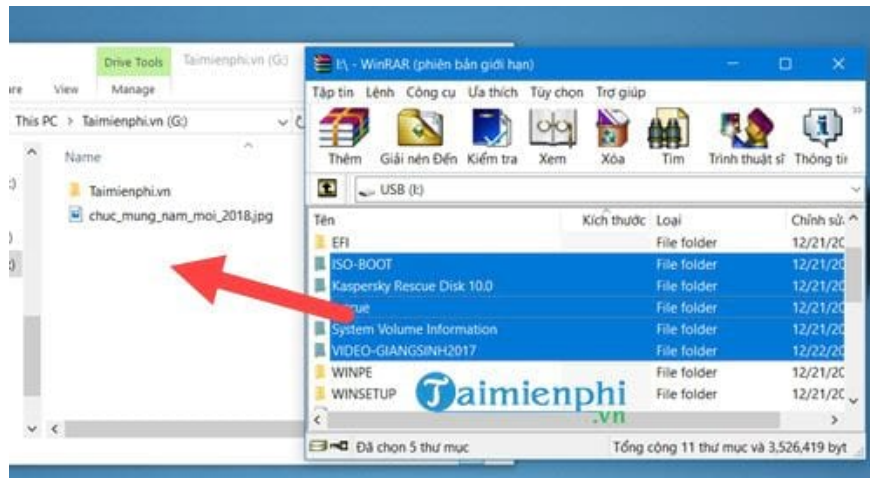 Drive Tools Taimienphi.vn (G:)
View Manage
This PC > Taimienphi.vn (G:)
Name
Taimienphi.vn
chuc_mung_nam_moi_2018.jpg
I:\ - WinRAR (phiên bản giới hạn)
Tập tin Lệnh Công cụ Ưa thích Tùy chọn Trợ giúp
Thêm Giải nén Đến Kiểm tra Xem Xóa Tìm Trình thuật sĩ Thông tin
USB (I:)
Tên Kích thước Loại Chỉnh sửa
EFI File folder 12/21/20
ISO-BOOT File folder 12/21/20
Kaspersky Rescue Disk 10.0 File folder 12/21/20
File folder 12/21/20
System Volume Information File folder 12/21/20
VIDEO-GIANGSINH2017 File folder 12/22/20
WINPE File folder 12/21/20
WINSETUP File folder 12/21/20
Taimienphi
.vn
Đã chọn 5 thư mục Tổng cộng 11 thư mục và 3,526,419 byt